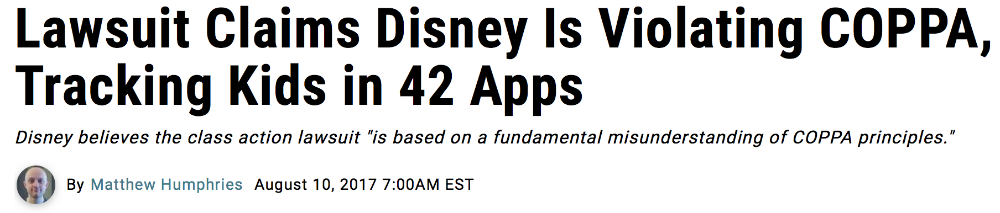 Lawsuit Claims Disney Is Violating COPPA,
Tracking Kids in 42 Apps
Disney believes the class action lawsuit "is based on a fundamental misunderstanding of COPPA principles."
By Matthew Humphries August 10, 2017 7:00AM EST